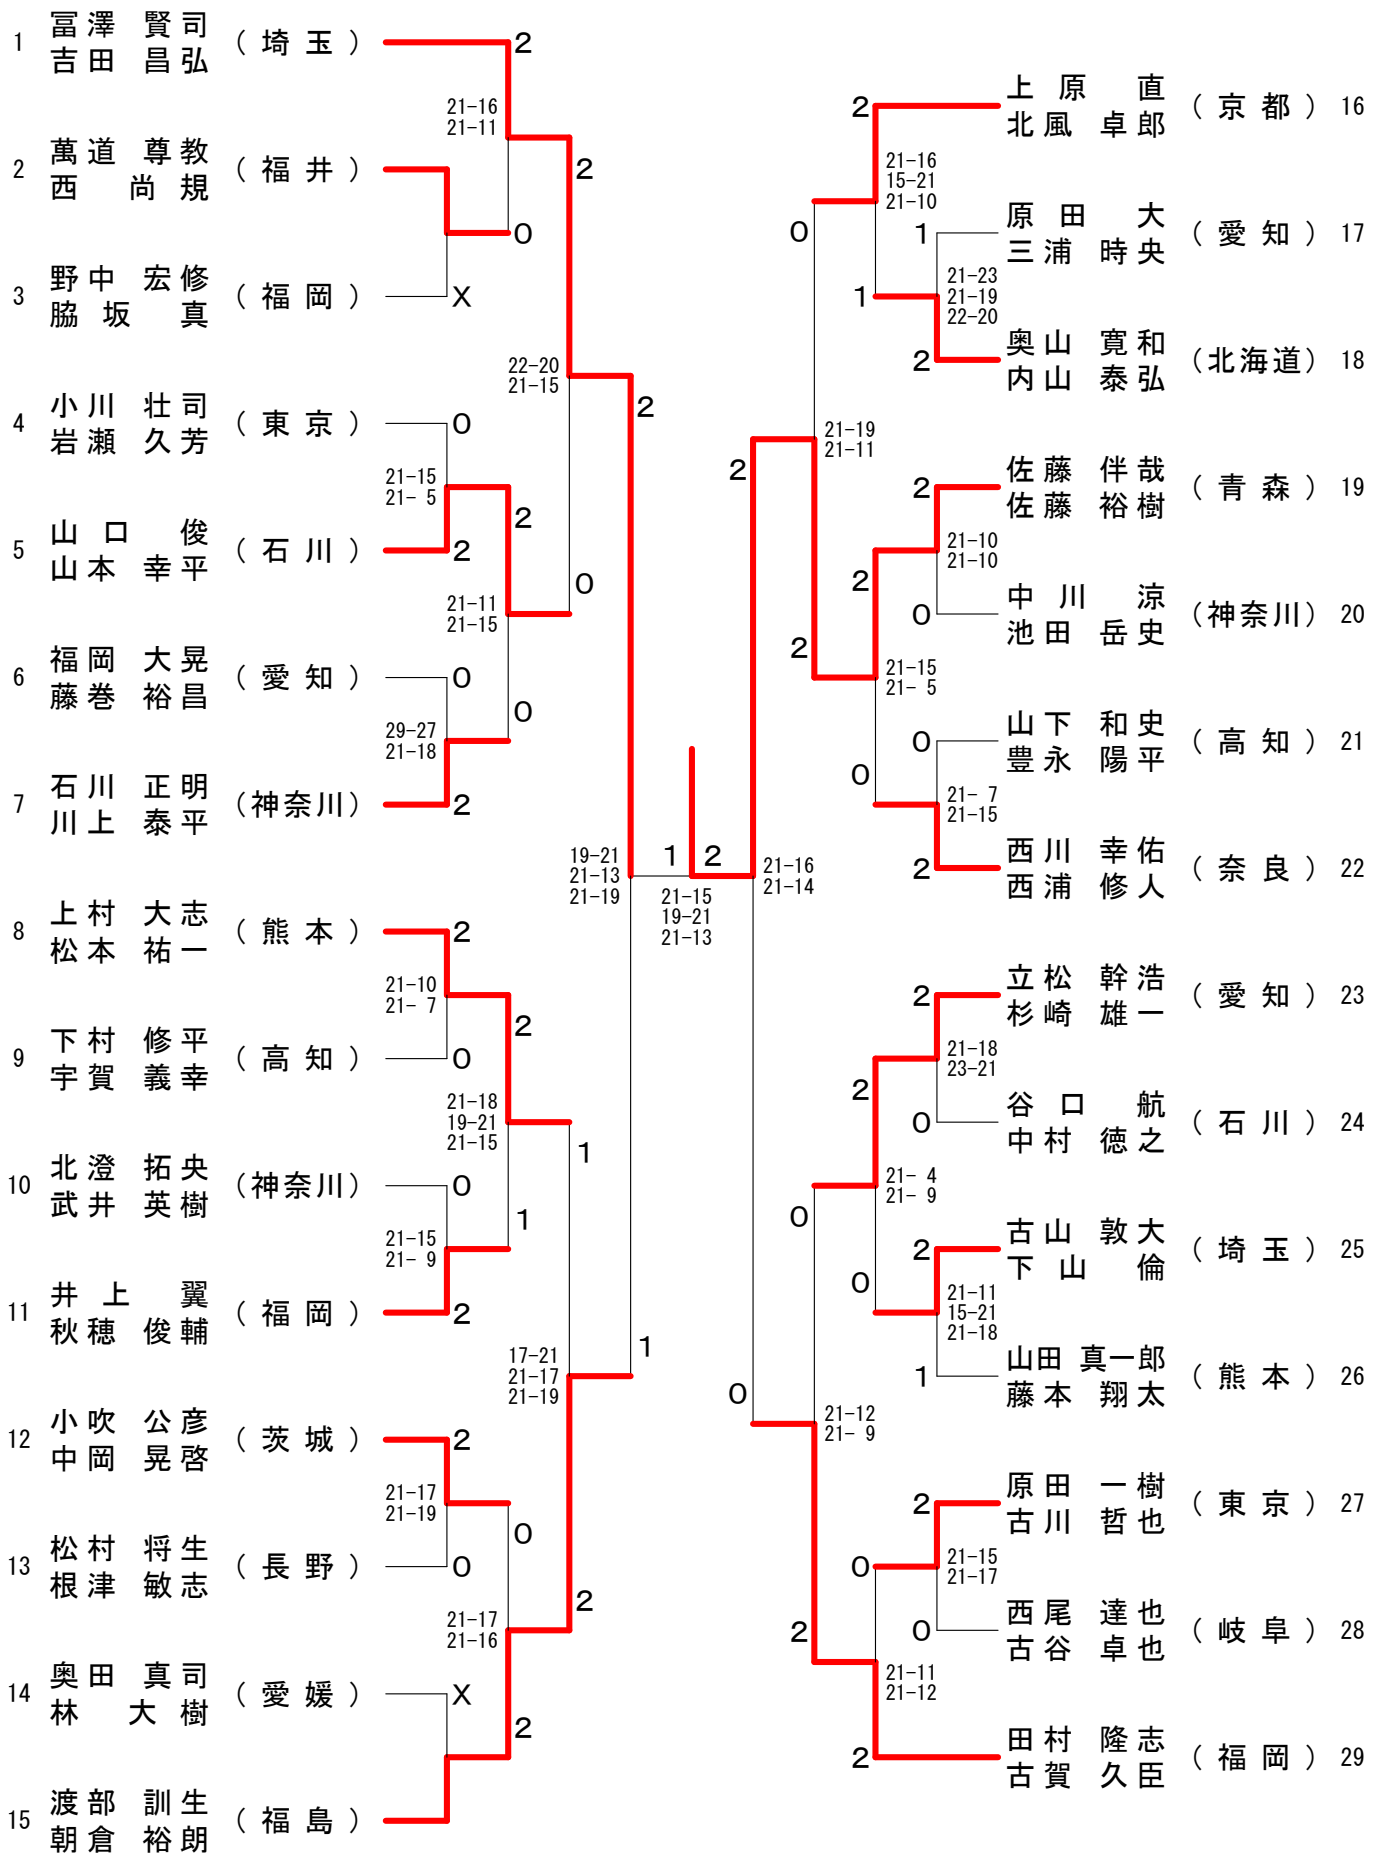 1 冨澤 賢司 (埼玉) 2
吉田 昌弘
21-16
21-11
2 萬道 尊教 (福井) 2
西 尚規
0
3 野中 宏修 (福岡) X
脇坂 真
22-20
21-15
2
4 小川 壮司 (東京) 0
岩瀬 久芳
21-15
21- 5
2
5 山口 俊 (石川) 2
山本 幸平
0
21-11
21-15
6 福岡 大晃 (愛知) 0
藤巻 裕昌
0
29-27
21-18
7 石川 正明 (神奈川) 2
川上 泰平
19-21
21-13
21-19
8 上村 大志 (熊本) 2
松本 祐一
21-10
21- 7
2
9 下村 修平 (高知) 0
宇賀 義幸
21-18
19-21
21-15
1
10 北澄 拓央 (神奈川) 0
武井 英樹
1
21-15
21- 9
11 井上 翼 (福岡) 2
秋穂 俊輔
1
17-21
21-17
21-19
12 小吹 公彦 (茨城) 2
中岡 晃啓
21-17
21-19
0
13 松村 将生 (長野) 0
根津 敏志
2
21-17
21-16
14 奥田 真司 (愛媛) X
林 大樹
2
15 渡部 訓生 (福島)
朝倉 裕朗
1 2
21-15
19-21
21-13
2 上原 直 (京都) 16
北風 卓郎
21-16
15-21
21-10
0
1 原田 大 (愛知) 17
三浦 時央
1
21-23
21-19
22-20
2 奥山 寛和 (北海道) 18
内山 泰弘
21-19
21-11
2
2 佐藤 伴哉 (青森) 19
佐藤 裕樹
21-10
21-10
2
0 中川 涼 (神奈川) 20
池田 岳史
2
21-15
21- 5
0 山下 和史 (高知) 21
豊永 陽平
0
21- 7
21-15
2 西川 幸佑 (奈良) 22
西浦 修人
21-16
21-14
2 立松 幹浩 (愛知) 23
杉崎 雄一
21-18
23-21
2
0 谷口 航 (石川) 24
中村 徳之
21- 4
21- 9
0
2 古山 敦大 (埼玉) 25
下山 倫
0
21-11
15-21
21-18
1 山田 真一郎 (熊本) 26
藤本 翔太
0
21-12
21- 9
2 原田 一樹 (東京) 27
古川 哲也
0
21-15
21-17
0 西尾 達也 (岐阜) 28
古谷 卓也
2
21-11
21-12
2 田村 隆志 (福岡) 29
古賀 久臣